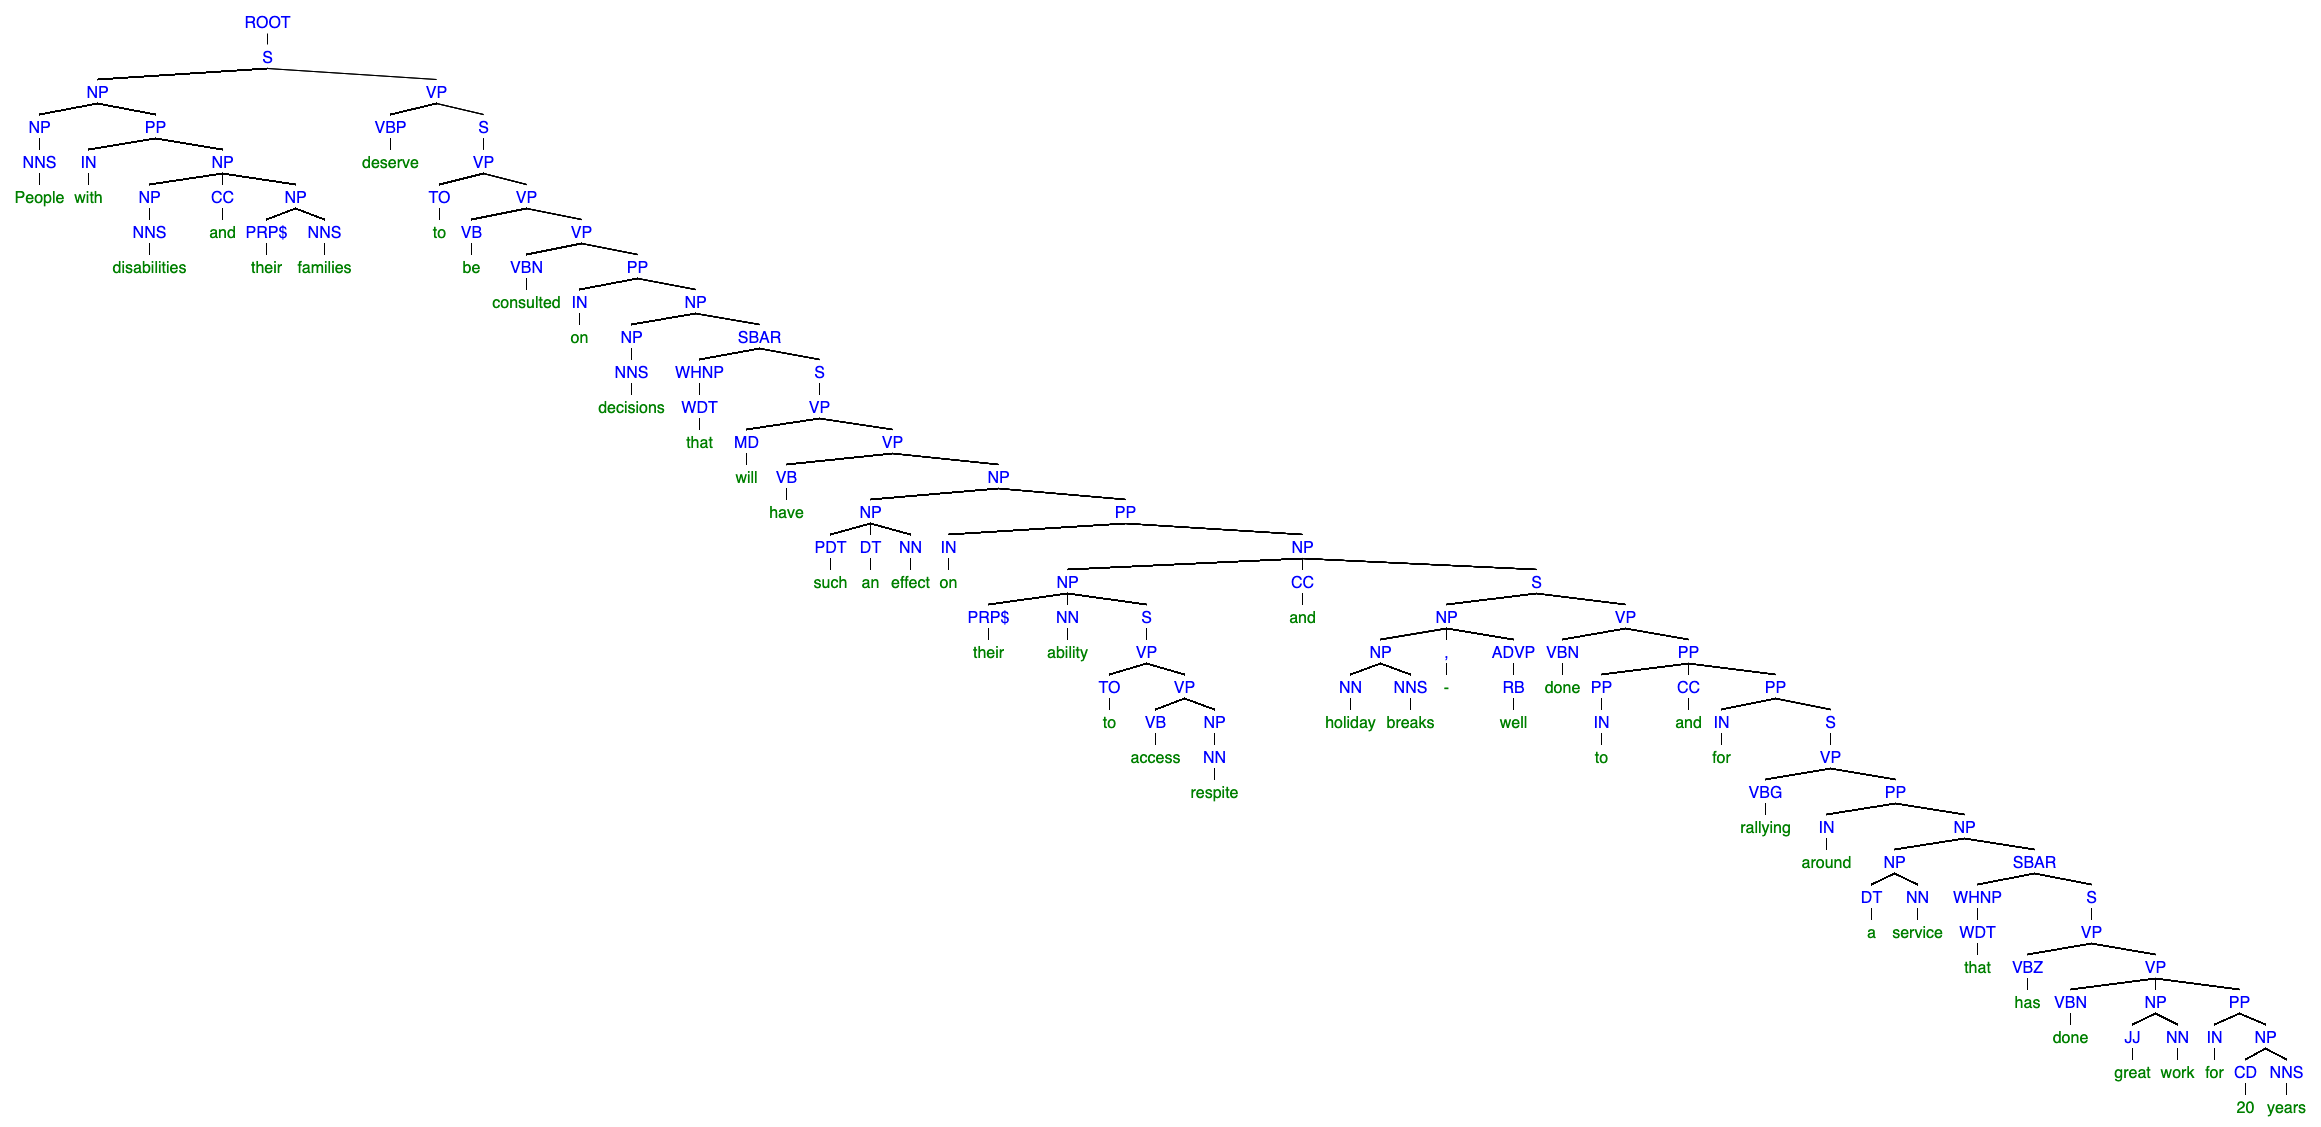 ROOT
S
NP VP
NP PP VBP S
NNS IN NP deserve VP
People with NP CC NP TO VP
NNS and PRP$ NNS to VB VP
disabilities their families be VBN PP
consulted IN NP
on NP SBAR
NNS WHNP S
decisions WDT VP
that MD VP
will VB NP
have NP PP
PDT DT NN IN NP
such an effect on NP CC S
PRP$ NN S and NP VP
their ability VP NP , ADVP VBN PP
TO VP NN NNS - RB done PP CC PP
to VB NP holiday breaks well IN and IN S
access NN to for VP
respite VBG PP
rallying IN NP
around NP SBAR
DT NN WHNP S
a service WDT VP
that VBZ VP
has VBN NP PP
done JJ NN IN NP
great work for CD NNS
20 years